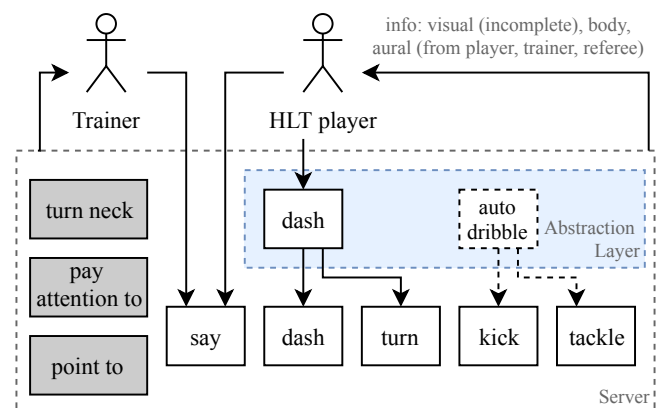 info: visual (incomplete), body,
aural (from player, trainer, referee)
Trainer
HLT player
turn neck
pay
attention to
point to
dash
auto
dribble
Abstraction
Layer
say
dash
turn
kick
tackle
Server